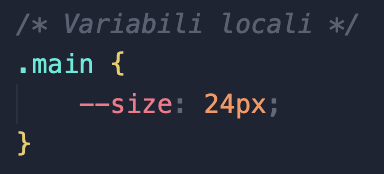 /* Variabili locali */
.main {
    --size: 24px;
}